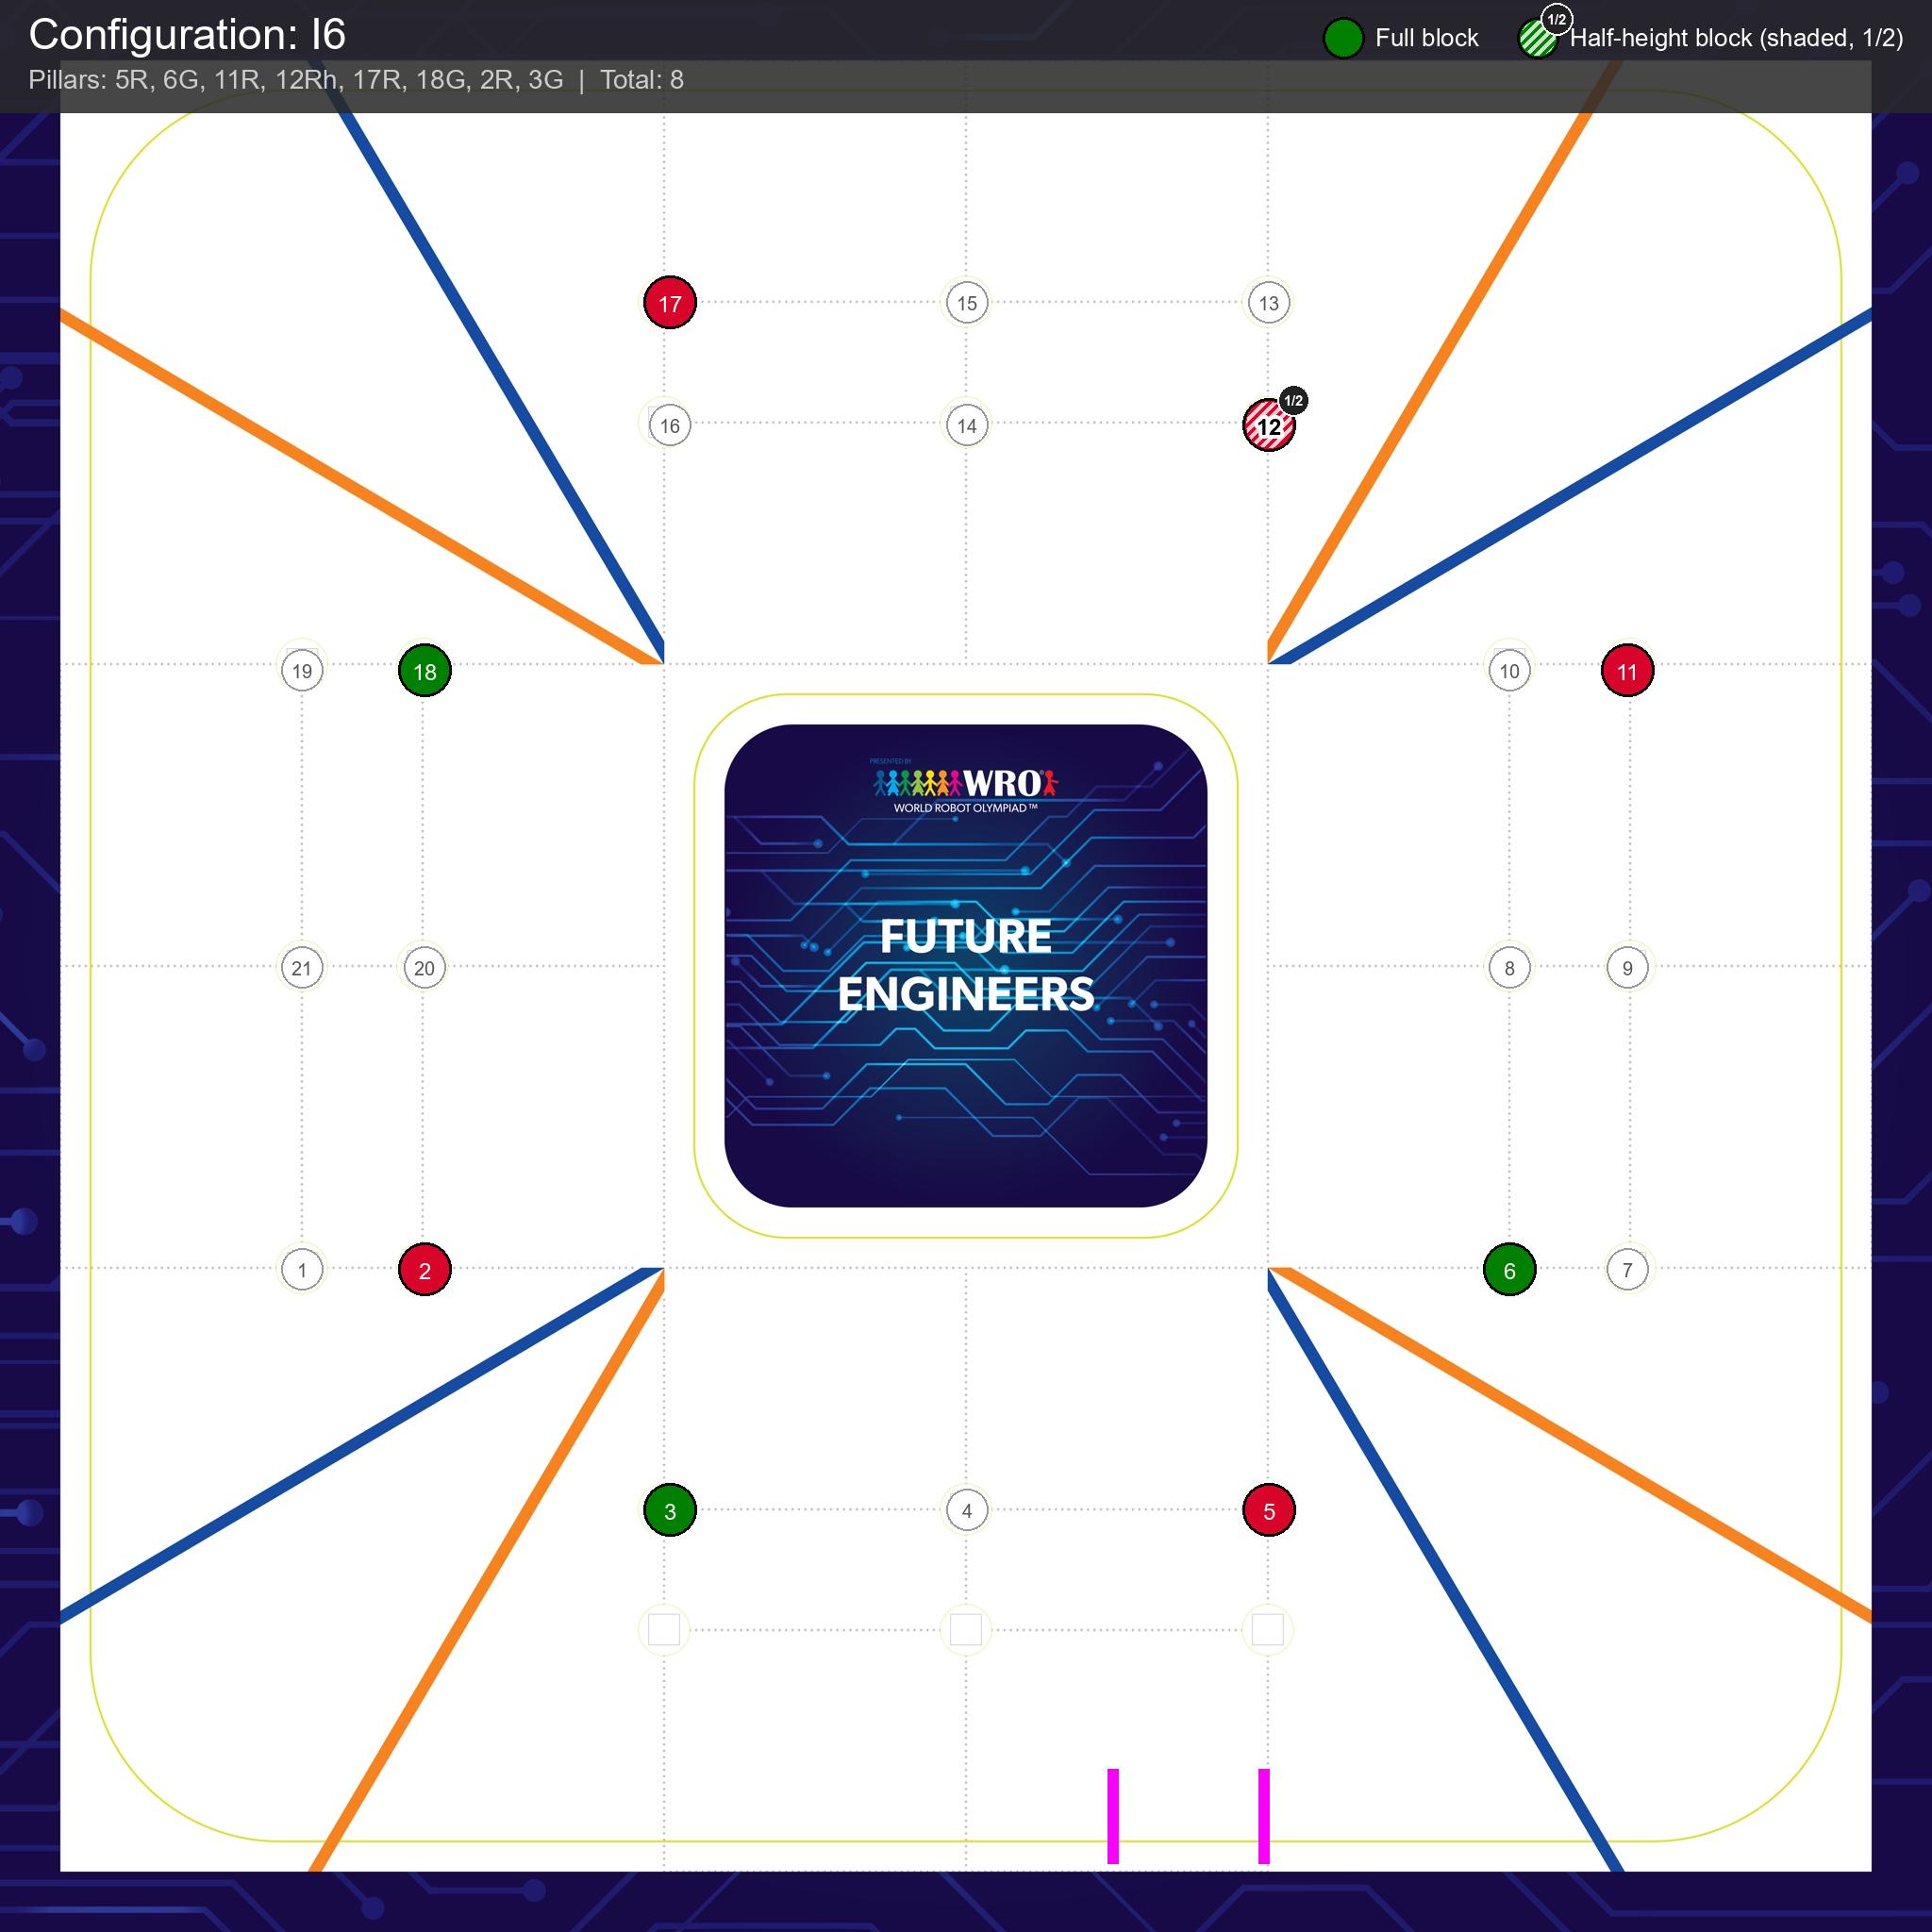 Configuration: I6
Pillars: 5R, 6G, 11R, 12Rh, 17R, 18G, 2R, 3G | Total: 8
Full block
1/2
Half-height block (shaded, 1/2)
17
15
13
16
14
12
1/2
19
18
10
11
PRESENTED BY
WRO
WORLD ROBOT OLYMPIAD™
FUTURE
ENGINEERS
21
20
8
9
1
2
6
7
3
4
5